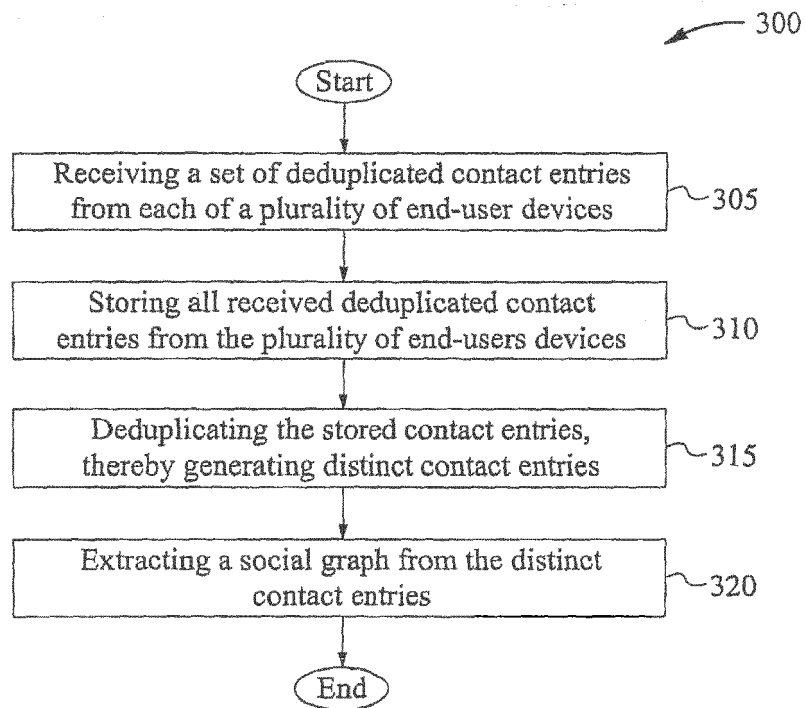 300
Start
Receiving a set of deduplicated contact entries
from each of a plurality of end-user devices
305
Storing all received deduplicated contact
entries from the plurality of end-users devices
310
Deduplicating the stored contact entries,
thereby generating distinct contact entries
315
Extracting a social graph from the distinct
contact entries
320
End